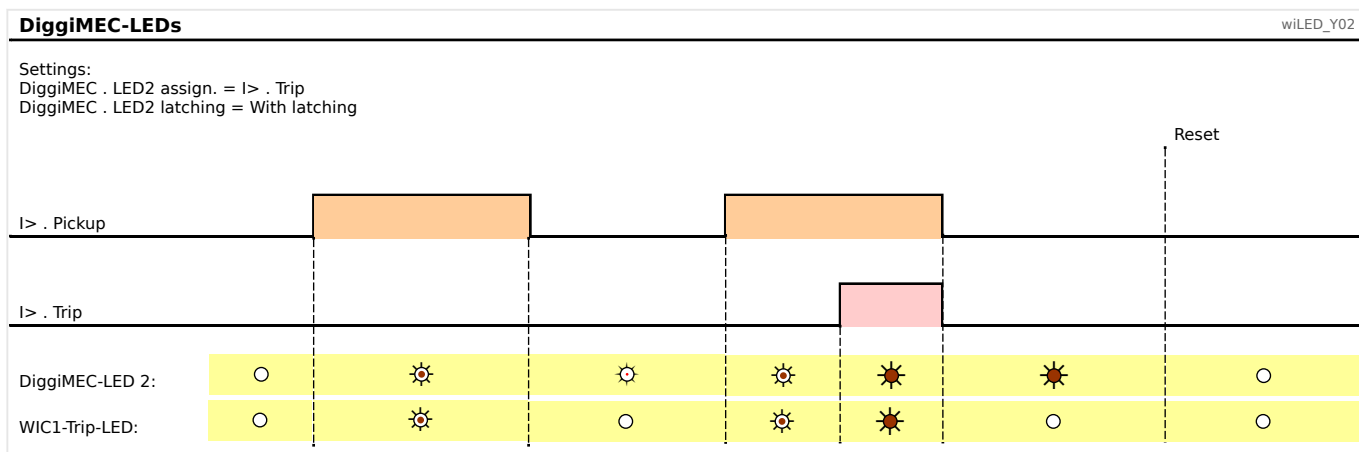 DiggiMEC-LEDs
wiLED_Y02
Settings:
DiggiMEC . LED2 assign. = I> . Trip
DiggiMEC . LED2 latching = With latching
Reset
I> . Pickup
I> . Trip
DiggiMEC-LED 2:
WIC1-Trip-LED: